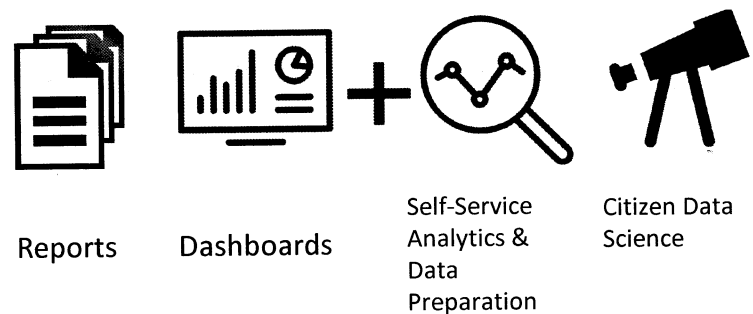 Reports
Dashboards
Self-Service
Analytics &
Data
Preparation
Citizen Data
Science